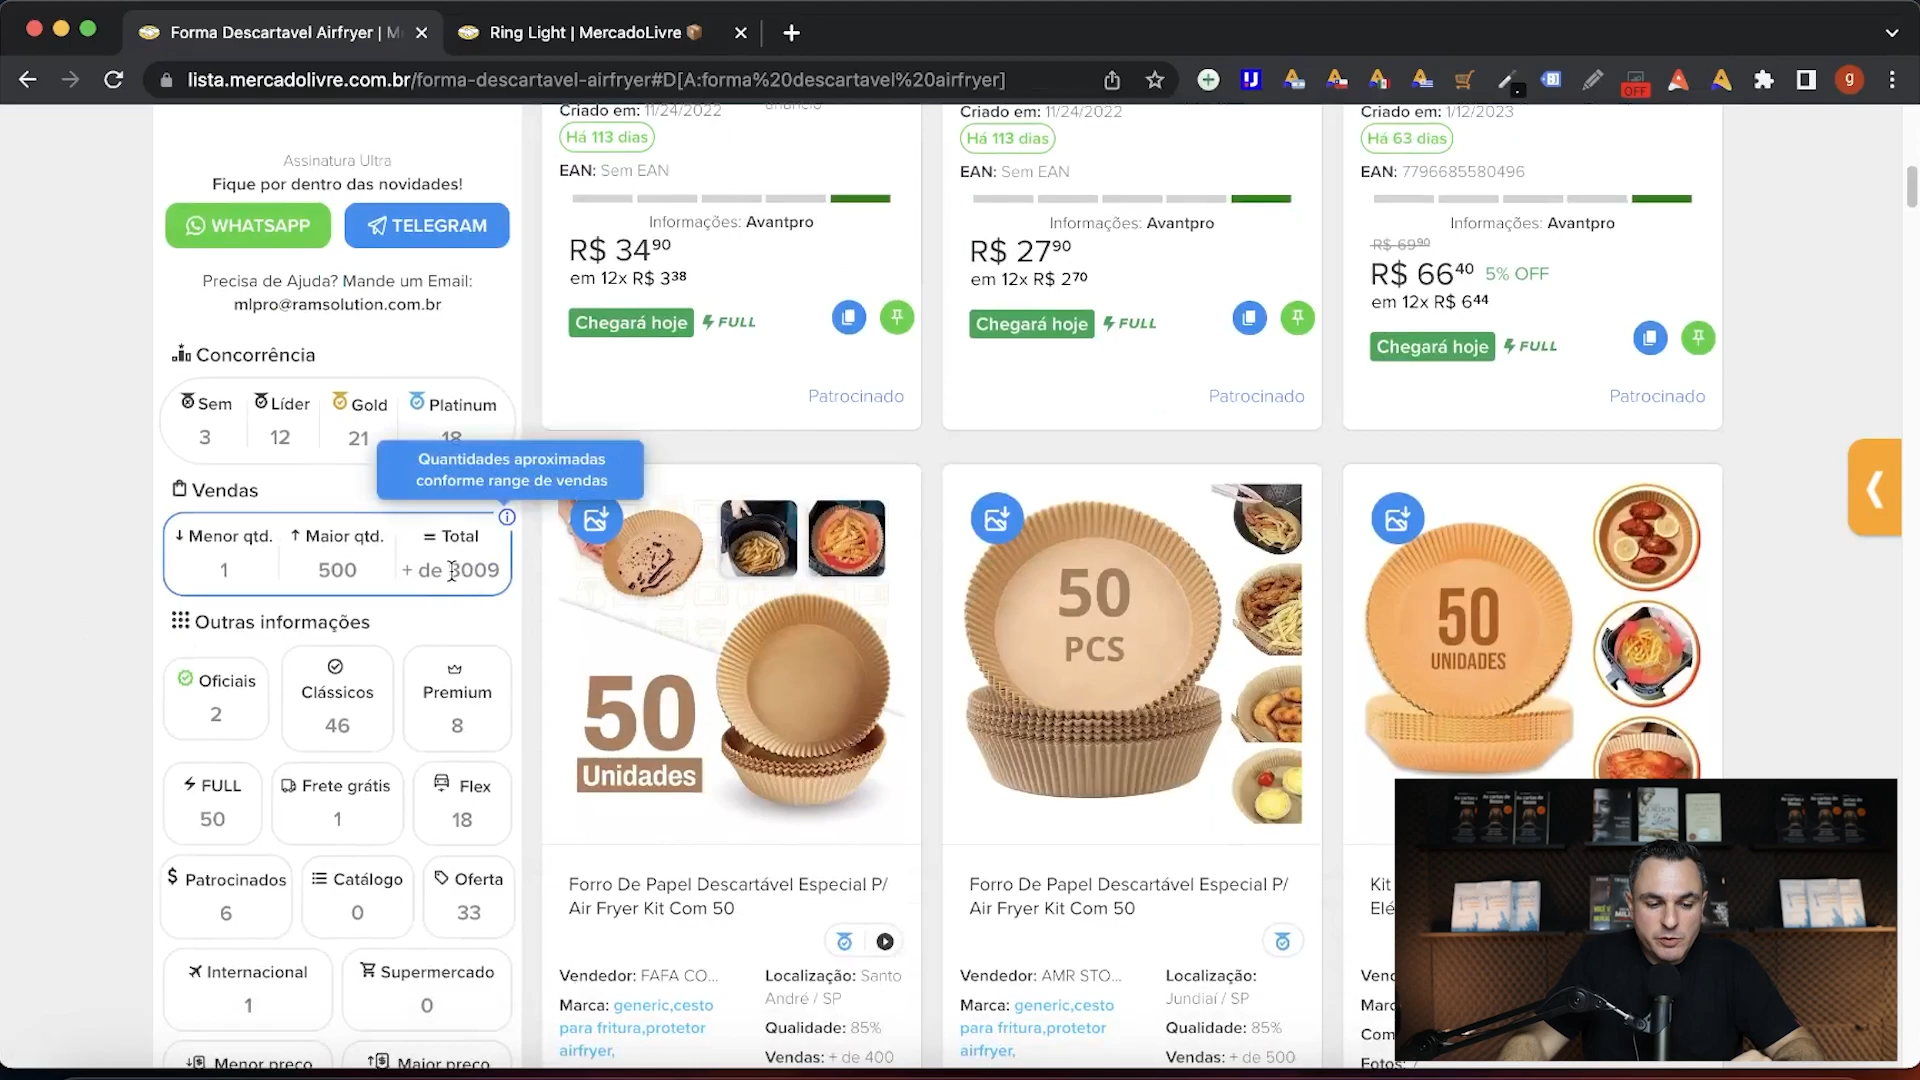 Forma Descartavel Airfryer | M
Ring Light | MercadoLivre
lista.mercadolivre.com.br/forma-descartavel-airfryer#D[A:forma%20descartavel%20airfryer]
OFF
g
Assinatura Ultra
Fique por dentro das novidades!
WHATSAPP
TELEGRAM
Precisa de Ajuda? Mande um Email:
mlpro@ramsolution.com.br
Concorrência
Sem
Líder
Gold
Platinum
3
12
21
18
Quantidades aproximadas
conforme range de vendas
Vendas
Menor qtd.
Maior qtd.
= Total
1
500
+ de 3009
Outras informações
Oficiais
2
Clássicos
46
Premium
8
FULL
50
Frete grátis
1
Flex
18
Patrocinados
6
Catálogo
0
Oferta
33
Internacional
1
Supermercado
0
Menor preço
Maior preço
Criado em: 11/24/2022
anúncio
Há 113 dias
EAN: Sem EAN
Informações: Avantpro
R$ 34⁹⁰
em 12x R$ 3³⁸
Chegará hoje
FULL
Patrocinado
Criado em: 11/24/2022
Há 113 dias
EAN: Sem EAN
Informações: Avantpro
R$ 27⁹⁰
em 12x R$ 2⁷⁰
Chegará hoje
FULL
Patrocinado
Criado em: 1/12/2023
Há 63 dias
EAN: 7796685580496
Informações: Avantpro
R$ 69⁹⁰
R$ 66⁴⁰ 5% OFF
em 12x R$ 6⁴⁴
Chegará hoje
FULL
Patrocinado
50
Unidades
Forro De Papel Descartável Especial P/
Air Fryer Kit Com 50
Vendedor: FAFA CO...
Marca: generic,cesto
para fritura,protetor
airfryer,
Localização: Santo
André / SP
Qualidade: 85%
Vendas: + de 400
50
PCS
Forro De Papel Descartável Especial P/
Air Fryer Kit Com 50
Vendedor: AMR STO...
Marca: generic,cesto
para fritura,protetor
airfryer,
Localização:
Jundiaí / SP
Qualidade: 85%
Vendas: + de 500
50
UNIDADES
Kit
Elé
Vend
Marc
Com
Fotos: 7